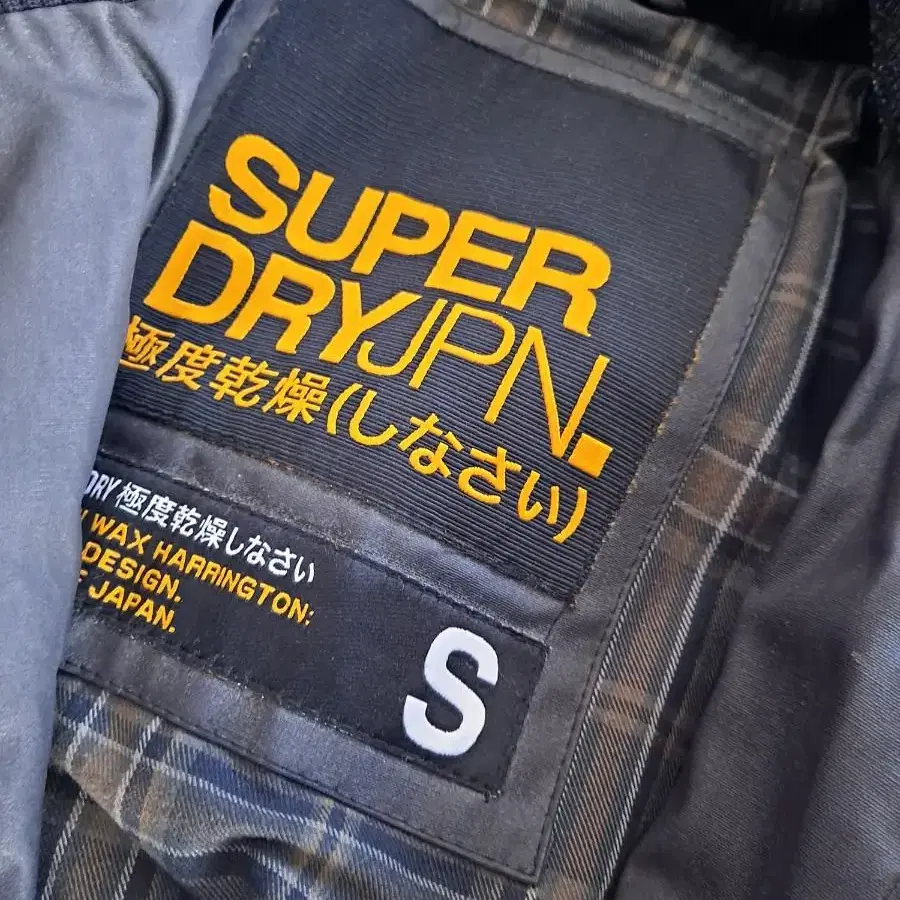 SUPER
DRYJPN.
極度乾燥(しなさい)
DRY 極度乾燥しなさい
WAX HARRINGTON:
DESIGN.
JAPAN.
S